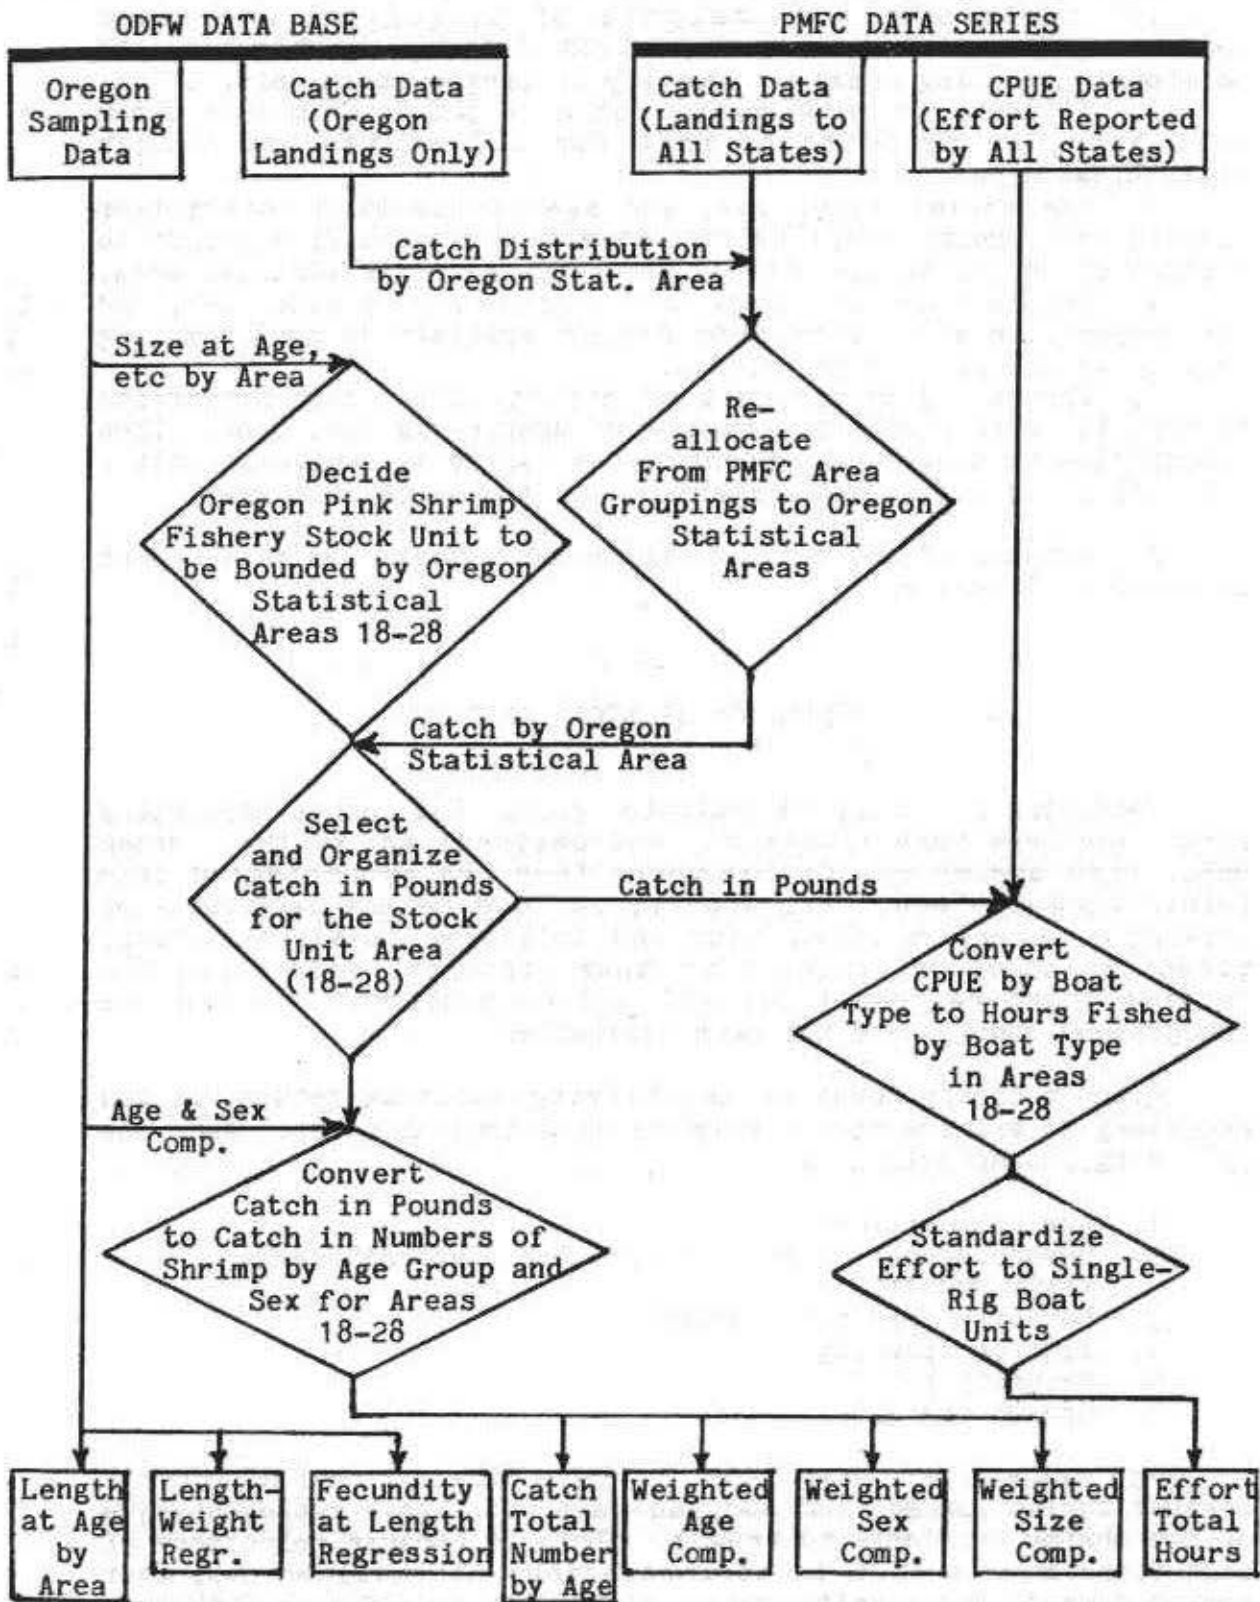 ODFW DATA BASE
PMFC DATA SERIES
Oregon
Sampling
Data
Catch Data
(Oregon
Landings Only)
Catch Data
(Landings to
All States)
CPUE Data
(Effort Reported
by All States)
Catch Distribution
by Oregon Stat. Area
Size at Age,
etc by Area
Re-
allocate
From PMFC Area
Groupings to Oregon
Statistical
Areas
Decide
Oregon Pink Shrimp
Fishery Stock Unit to
be Bounded by Oregon
Statistical
Areas 18-28
Catch by Oregon
Statistical Area
Select
and Organize
Catch in Pounds
for the Stock
Unit Area
(18-28)
Catch in Pounds
Convert
CPUE by Boat
Type to Hours Fished
by Boat Type
in Areas
18-28
Age & Sex
Comp.
Convert
Catch in Pounds
to Catch in Numbers of
Shrimp by Age Group and
Sex for Areas
18-28
Standardize
Effort to Single-
Rig Boat
Units
Length
at Age
by
Area
Length-
Weight
Regr.
Fecundity
at Length
Regression
Catch
Total
Number
by Age
Weighted
Age
Comp.
Weighted
Sex
Comp.
Weighted
Size
Comp.
Effort
Total
Hours